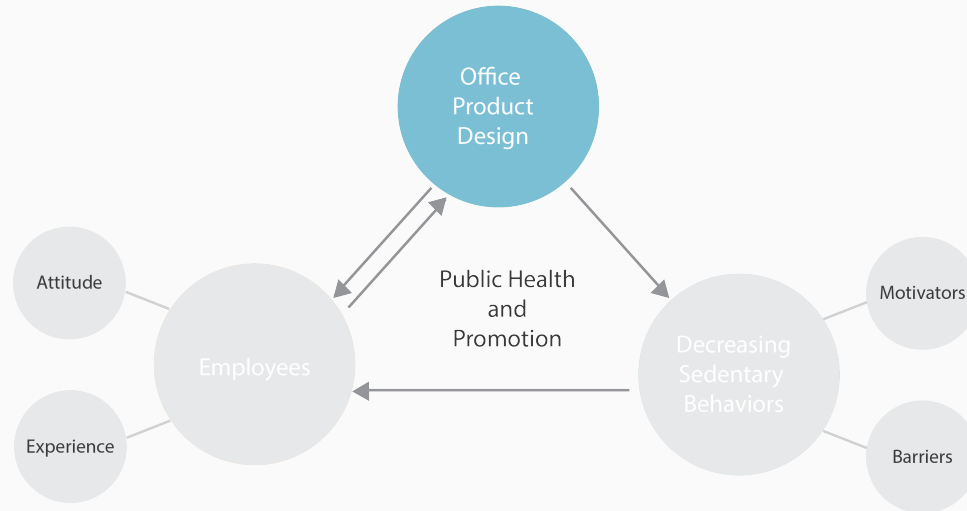 Office
Product
Design
Attitude
Public Health
and
Promotion
Motivators
Employees
Decreasing
Sedentary
Behaviors
Experience
Barriers